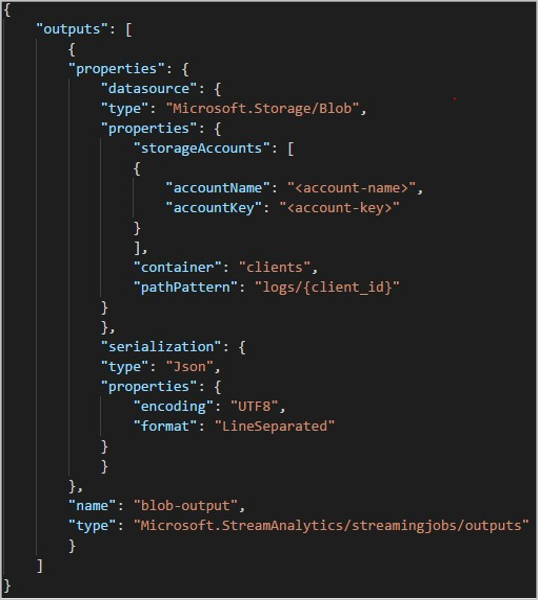 {
"outputs": [
{
"properties": {
"datasource": {
"type": "Microsoft.Storage/Blob",
"properties": {
"storageAccounts": [
{
"accountName": "<account-name>",
"accountKey": "<account-key>"
}
],
"container": "clients",
"pathPattern": "logs/{client_id}"
}
},
"serialization": {
"type": "Json",
"properties": {
"encoding": "UTF8",
"format": "LineSeparated"
}
}
},
"name": "blob-output",
"type": "Microsoft.StreamAnalytics/streamingjobs/outputs"
}
]
}